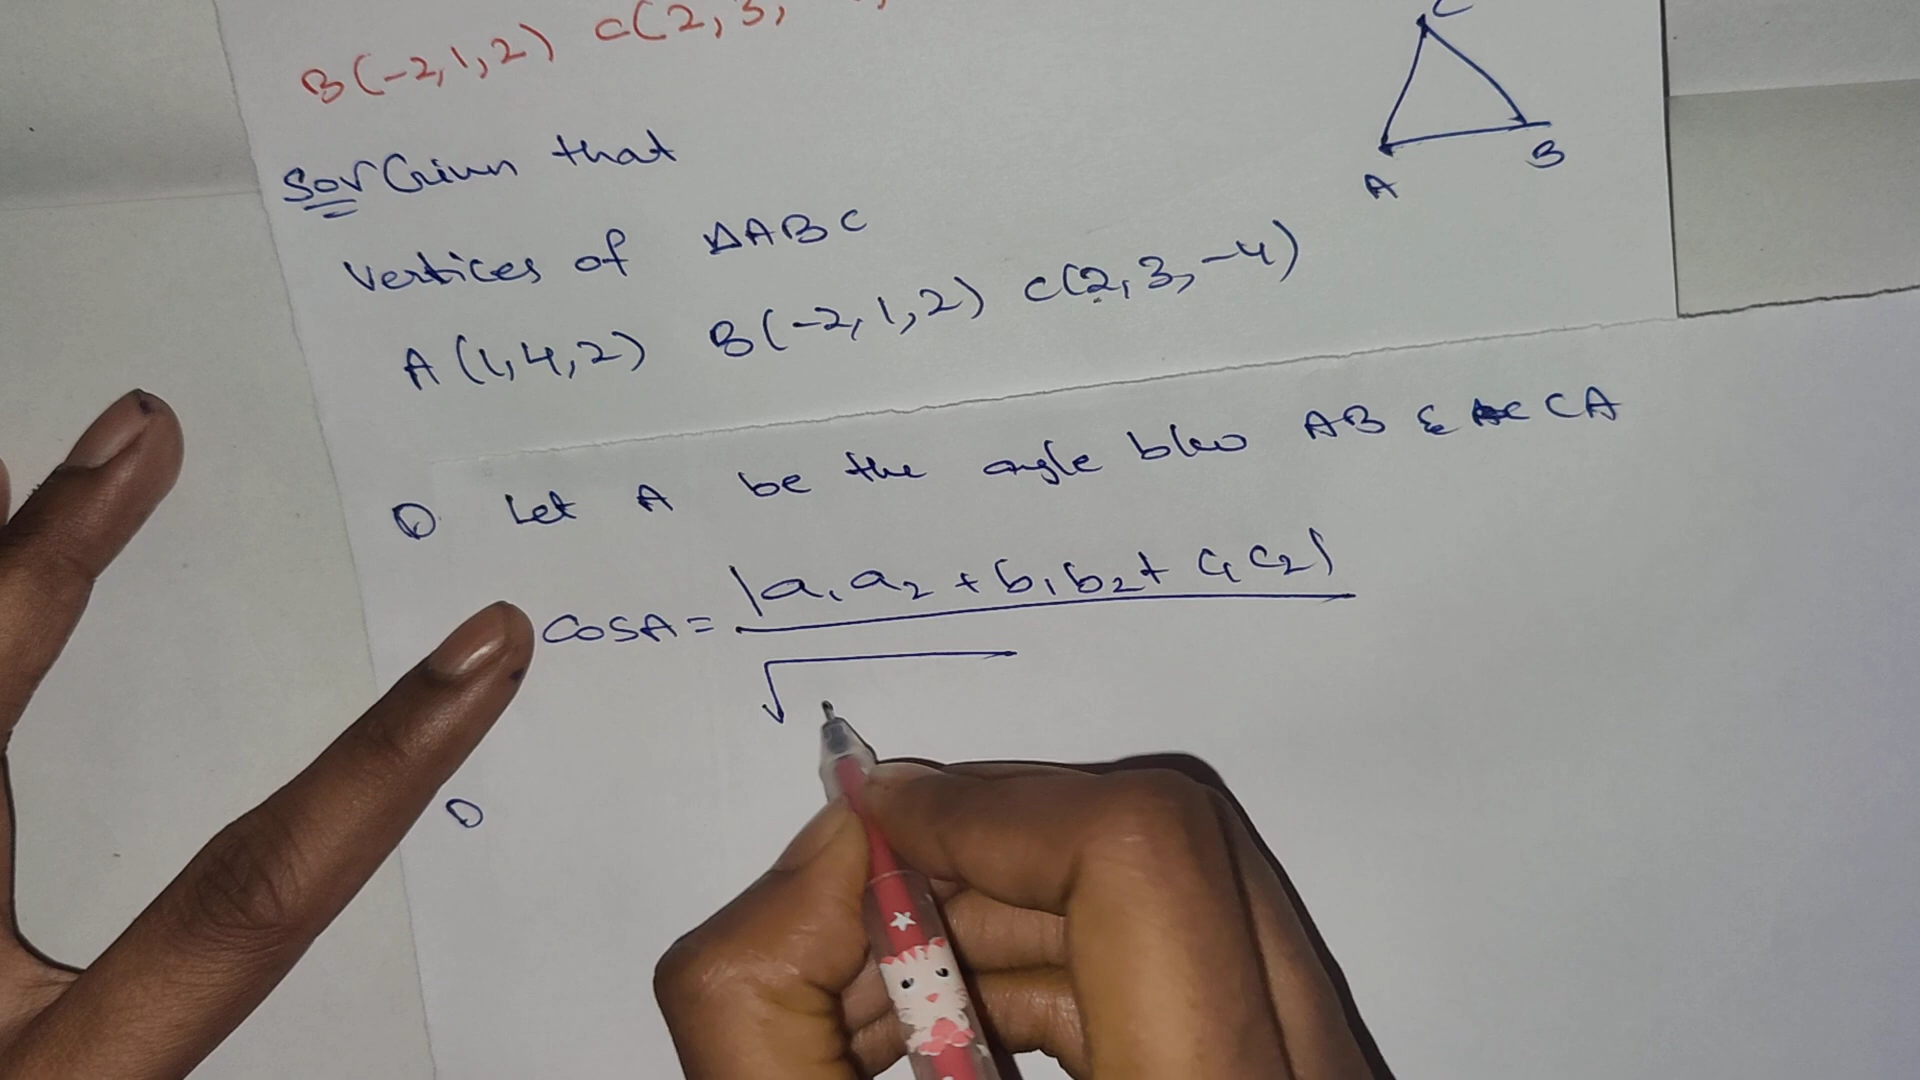 B(-2,1,2) C(2,3,
C
Sol Given that
A B
vertices of ΔABC
A(1,4,2) B(-2,1,2) C(2,3,-4)
① Let A be the angle b/w AB & CA
COSA = |a₁a₂ + b₁b₂ + c₁c₂|
√